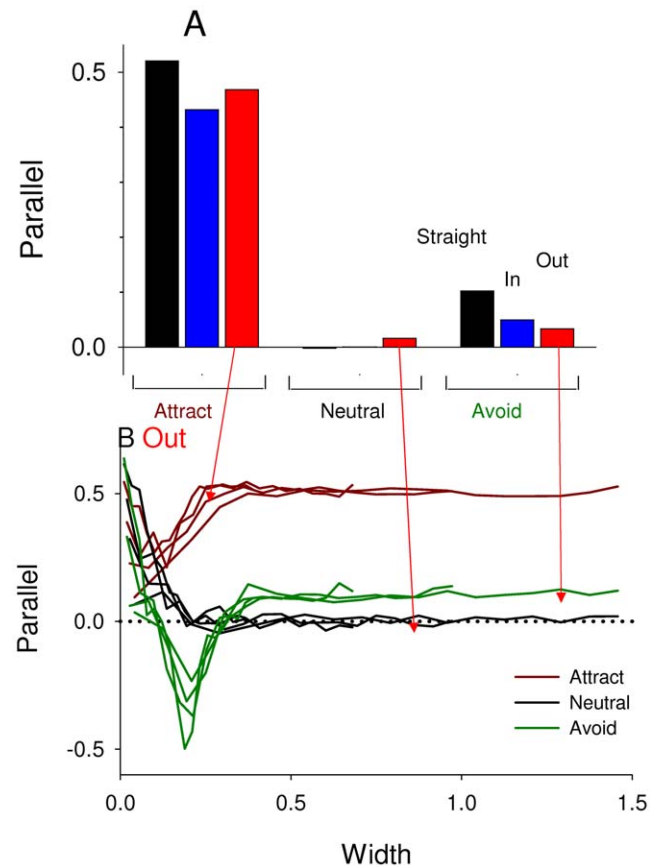 A
0.5
Parallel
Straight
In
Out
0.0
Attract
Neutral
Avoid
B Out
0.5
Parallel
0.0
Attract
Neutral
Avoid
-0.5
0.0
0.5
1.0
1.5
Width